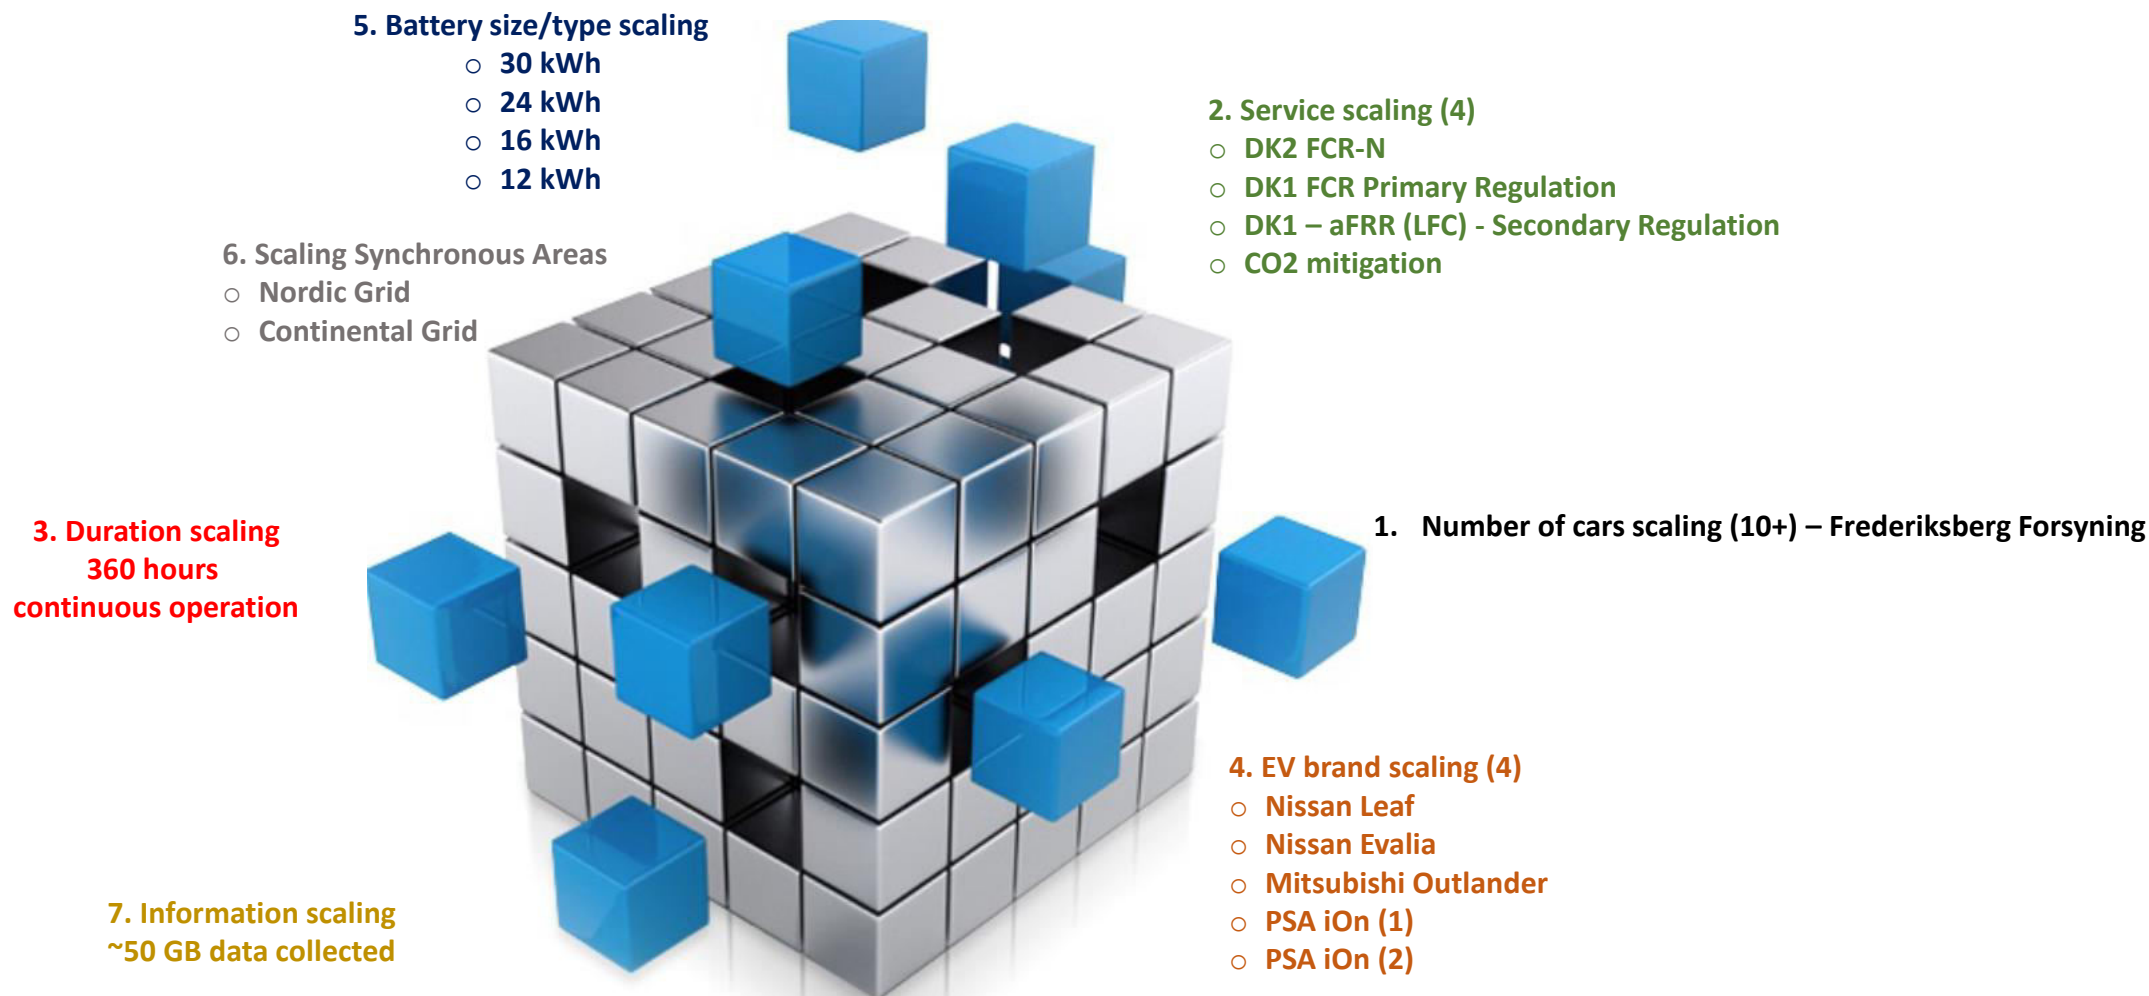 5. Battery size/type scaling
○ 30 kWh
○ 24 kWh
○ 16 kWh
○ 12 kWh
2. Service scaling (4)
○ DK2 FCR-N
○ DK1 FCR Primary Regulation
○ DK1 – aFRR (LFC) - Secondary Regulation
○ CO2 mitigation
6. Scaling Synchronous Areas
○ Nordic Grid
○ Continental Grid
3. Duration scaling
360 hours
continuous operation
1. Number of cars scaling (10+) – Frederiksberg Forsyning
4. EV brand scaling (4)
○ Nissan Leaf
○ Nissan Evalia
○ Mitsubishi Outlander
○ PSA iOn (1)
○ PSA iOn (2)
7. Information scaling
~50 GB data collected